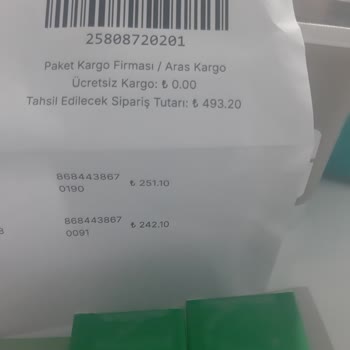 25808720201
Paket Kargo Firması / Aras Kargo
Ücretsiz Kargo: ₺ 0.00
Tahsil Edilecek Sipariş Tutarı: ₺ 493.20
868443867 ₺ 251.10
0190
868443867 ₺ 242.10
0091